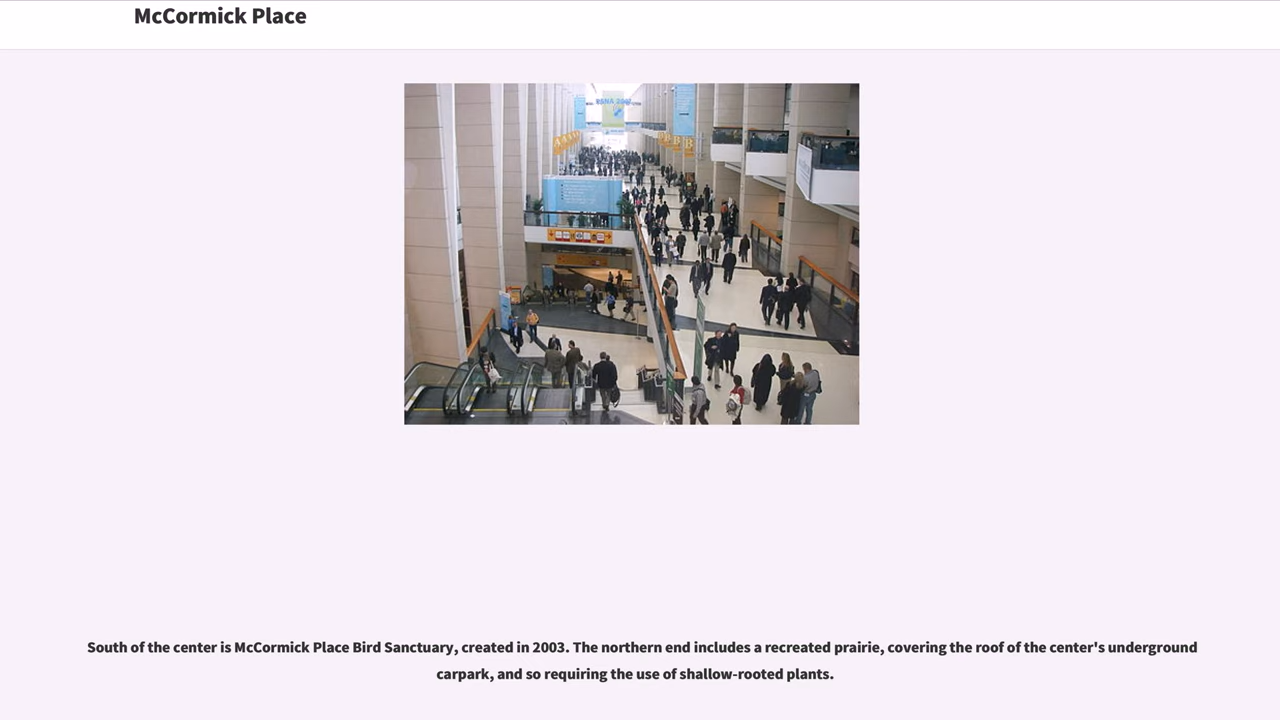 McCormick Place
South of the center is McCormick Place Bird Sanctuary, created in 2003. The northern end includes a recreated prairie, covering the roof of the center's underground
carpark, and so requiring the use of shallow-rooted plants.